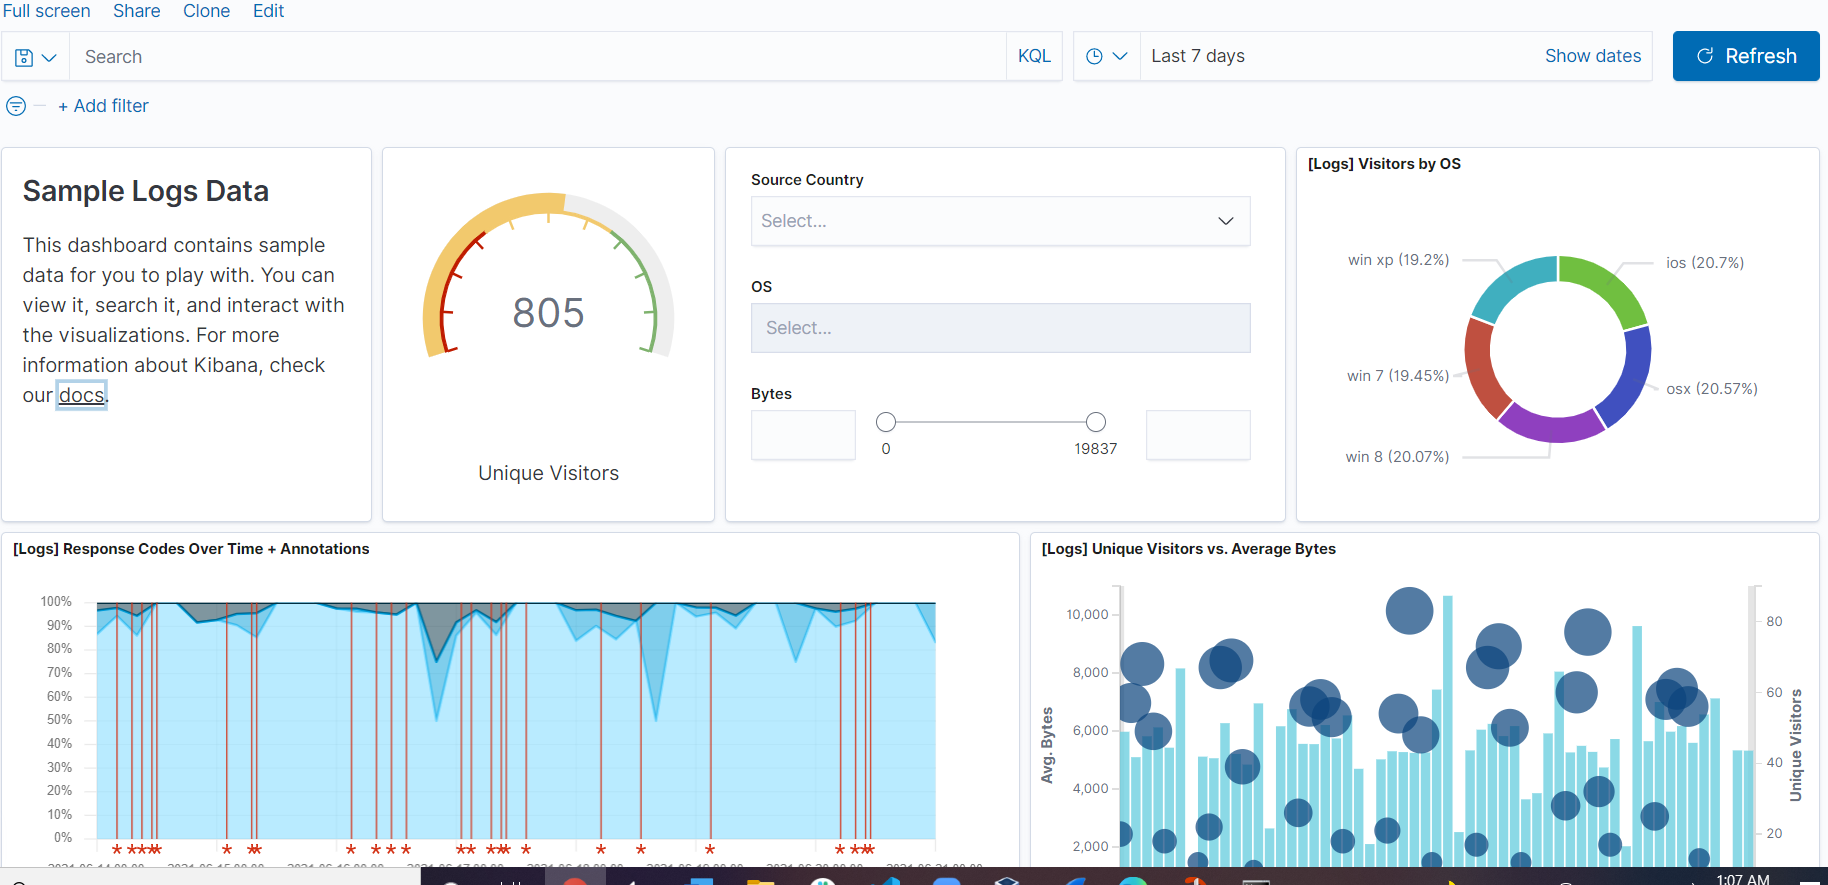 Full screen Share Clone Edit
Search KQL Last 7 days Show dates Refresh
+ Add filter
Sample Logs Data
This dashboard contains sample
data for you to play with. You can
view it, search it, and interact with
the visualizations. For more
information about Kibana, check
our docs.
805
Unique Visitors
Source Country
Select...
OS
Select...
Bytes
0 19837
[Logs] Visitors by OS
win xp (19.2%)
ios (20.7%)
win 7 (19.45%)
osx (20.57%)
win 8 (20.07%)
[Logs] Response Codes Over Time + Annotations
100%
90%
80%
70%
60%
50%
40%
30%
20%
10%
0%
[Logs] Unique Visitors vs. Average Bytes
Avg. Bytes
10,000
8,000
6,000
4,000
2,000
80
60
40
20
Unique Visitors
1:07 AM